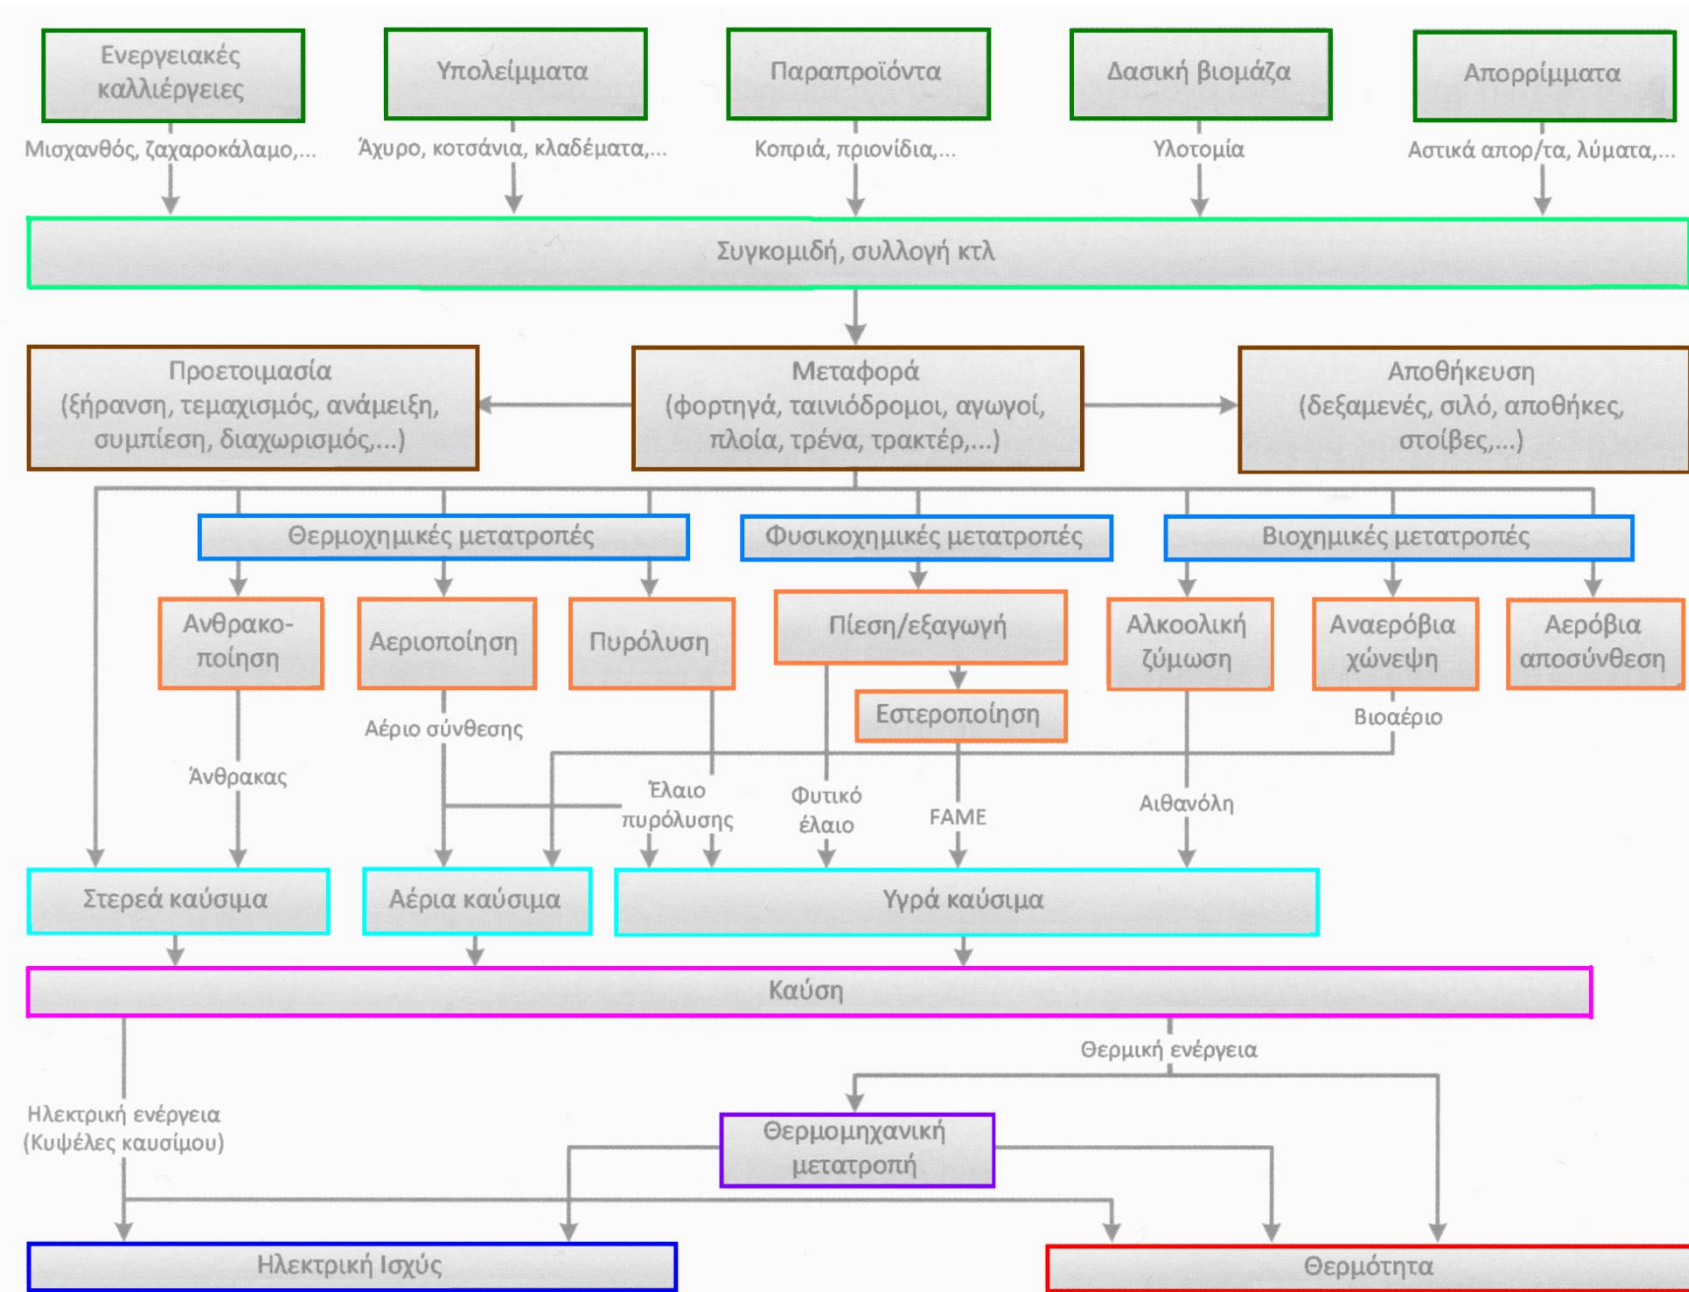 Ενεργειακές
καλλιέργειες
Υπολείμματα
Παραπροϊόντα
Δασική βιομάζα
Απορρίμματα
Μισχανθός, ζαχαροκάλαμο,...
Άχυρο, κοτσάνια, κλαδέματα,...
Κοπριά, πριονίδια,...
Υλοτομία
Αστικά απορ/τα, λύματα,...
Συγκομιδή, συλλογή κτλ
Προετοιμασία
(ξήρανση, τεμαχισμός, ανάμειξη,
συμπίεση, διαχωρισμός,...)
Μεταφορά
(φορτηγά, ταινιόδρομοι, αγωγοί,
πλοία, τρένα, τρακτέρ,...)
Αποθήκευση
(δεξαμενές, σιλό, αποθήκες,
στοίβες,...)
Θερμοχημικές μετατροπές
Φυσικοχημικές μετατροπές
Βιοχημικές μετατροπές
Ανθρακο-
ποίηση
Αεριοποίηση
Πυρόλυση
Πίεση/εξαγωγή
Αλκοολική
ζύμωση
Αναερόβια
χώνεψη
Αερόβια
αποσύνθεση
Εστεροποίηση
Αέριο σύνθεσης
Βιοαέριο
Άνθρακας
Έλαιο
πυρόλυσης
Φυτικό
έλαιο
FAME
Αιθανόλη
Στερεά καύσιμα
Αέρια καύσιμα
Υγρά καύσιμα
Καύση
Θερμική ενέργεια
Ηλεκτρική ενέργεια
(Κυψέλες καυσίμου)
Θερμομηχανική
μετατροπή
Ηλεκτρική Ισχύς
Θερμότητα